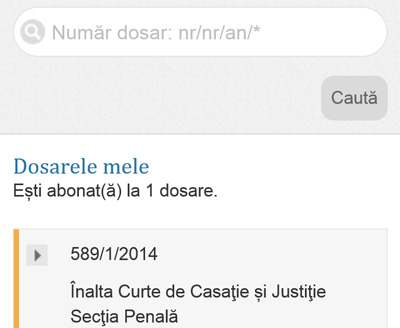 Număr dosar: nr/nr/an/*
Caută
Dosarele mele
Ești abonat(ă) la 1 dosare.
589/1/2014
Înalta Curte de Casaţie și Justiţie
Secţia Penală